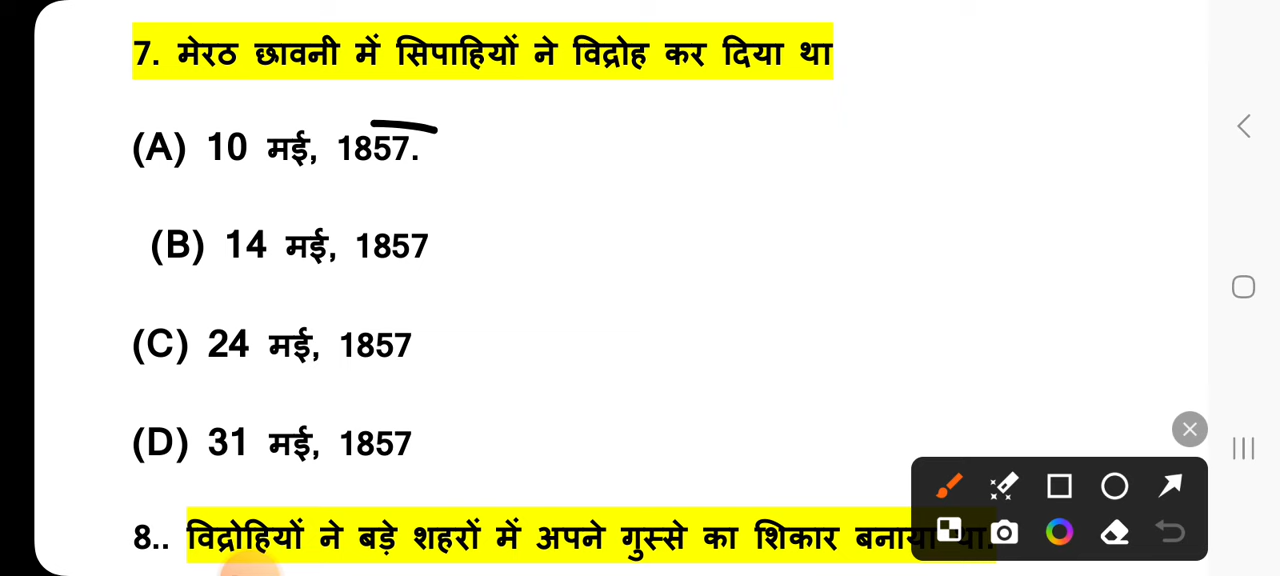 7. मेरठ छावनी में सिपाहियों ने विद्रोह कर दिया था
(A) 10 मई, 1857.
(B) 14 मई, 1857
(C) 24 मई, 1857
(D) 31 मई, 1857
8.. विद्रोहियों ने बड़े शहरों में अपने गुस्से का शिकार बनाया था.